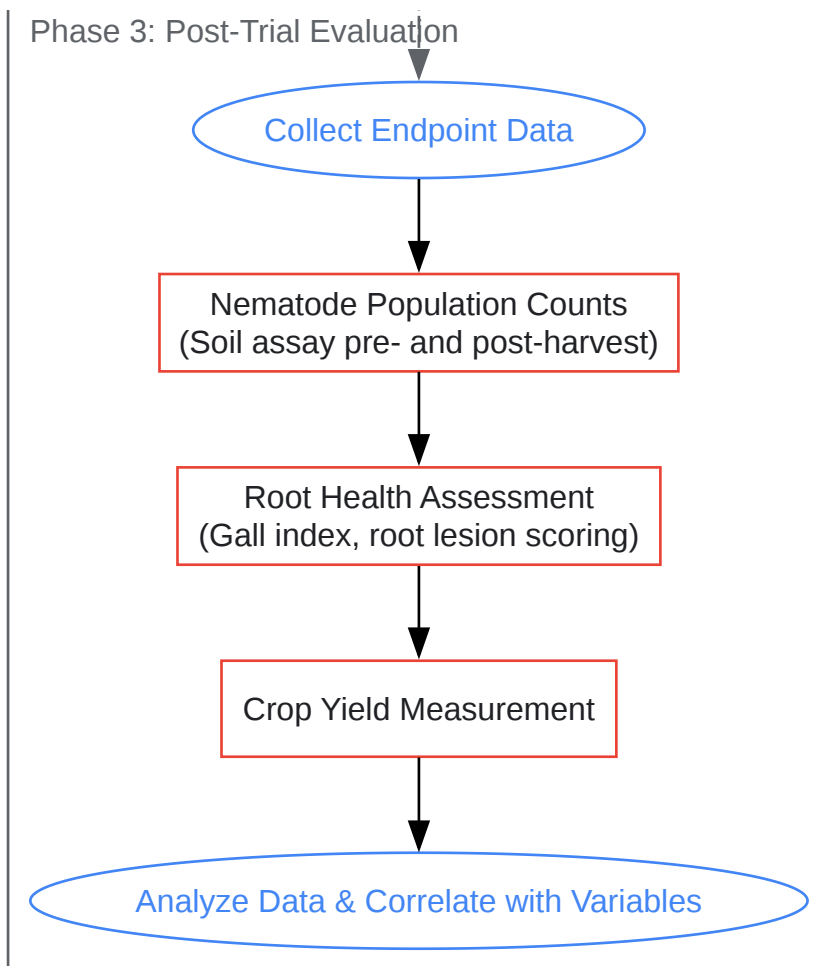 Phase 3: Post-Trial Evaluation
Collect Endpoint Data
Nematode Population Counts
(Soil assay pre- and post-harvest)
Root Health Assessment
(Gall index, root lesion scoring)
Crop Yield Measurement
Analyze Data & Correlate with Variables